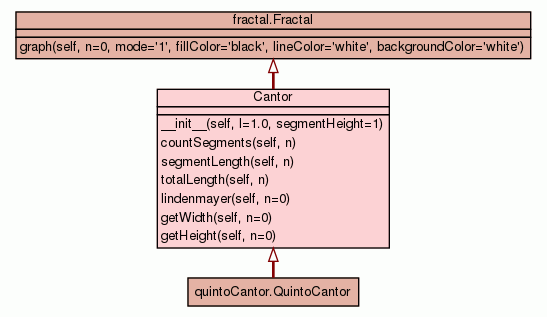 fractal.Fractal
graph(self, n=0, mode='1', fillColor='black', lineColor='white', backgroundColor='white')
Cantor
__init__(self, l=1.0, segmentHeight=1)
countSegments(self, n)
segmentLength(self, n)
totalLength(self, n)
lindenmayer(self, n=0)
getWidth(self, n=0)
getHeight(self, n=0)
quintoCantor.QuintoCantor